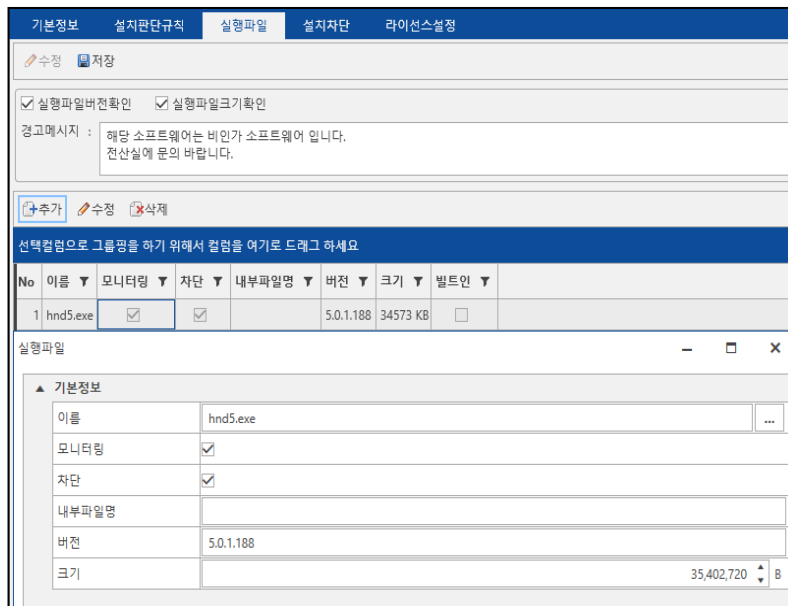 기본정보 설치판단규칙 실행파일 설치차단 라이선스설정
수정 저장
실행파일버전확인 실행파일크기확인
경고메시지 : 해당 소프트웨어는 비인가 소프트웨어 입니다.
전산실에 문의 바랍니다.
추가 수정 삭제
선택컬럼으로 그룹핑을 하기 위해서 컬럼을 여기로 드래그 하세요
No 이름 모니터링 차단 내부파일명 버전 크기 빌트인
1 hnd5.exe 5.0.1.188 34573 KB
실행파일
기본정보
이름 hnd5.exe ...
모니터링
차단
내부파일명
버전 5.0.1.188
크기 35,402,720 B